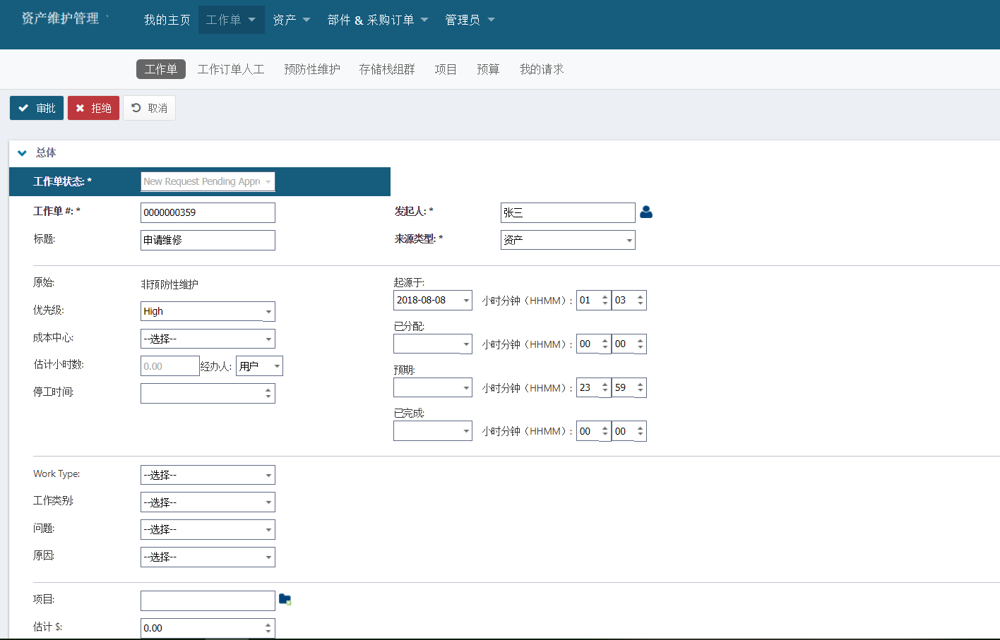 资产维护管理 我的主页 工作单 资产 部件 & 采购订单 管理员
工作单 工作订单人工 预防性维护 存储栈组群 项目 预算 我的请求
审批 拒绝 取消
总体
工作单状态: * New Request Pending Appr
工作单 #: * 0000000359 发起人: * 张三
标题: 申请维修 来源类型: * 资产
原始: 非预防性维护 起源于:
2018-08-08 小时分钟（HHMM）: 01 03
优先级: High
已分配:
成本中心: --选择--
小时分钟（HHMM）: 00 00
估计小时数: 0.00 经办人: 用户 预期:
停工时间: 小时分钟（HHMM）: 23 59
已完成:
小时分钟（HHMM）: 00 00
Work Type: --选择--
工作类别: --选择--
问题: --选择--
原因: --选择--
项目:
估计 $: 0.00